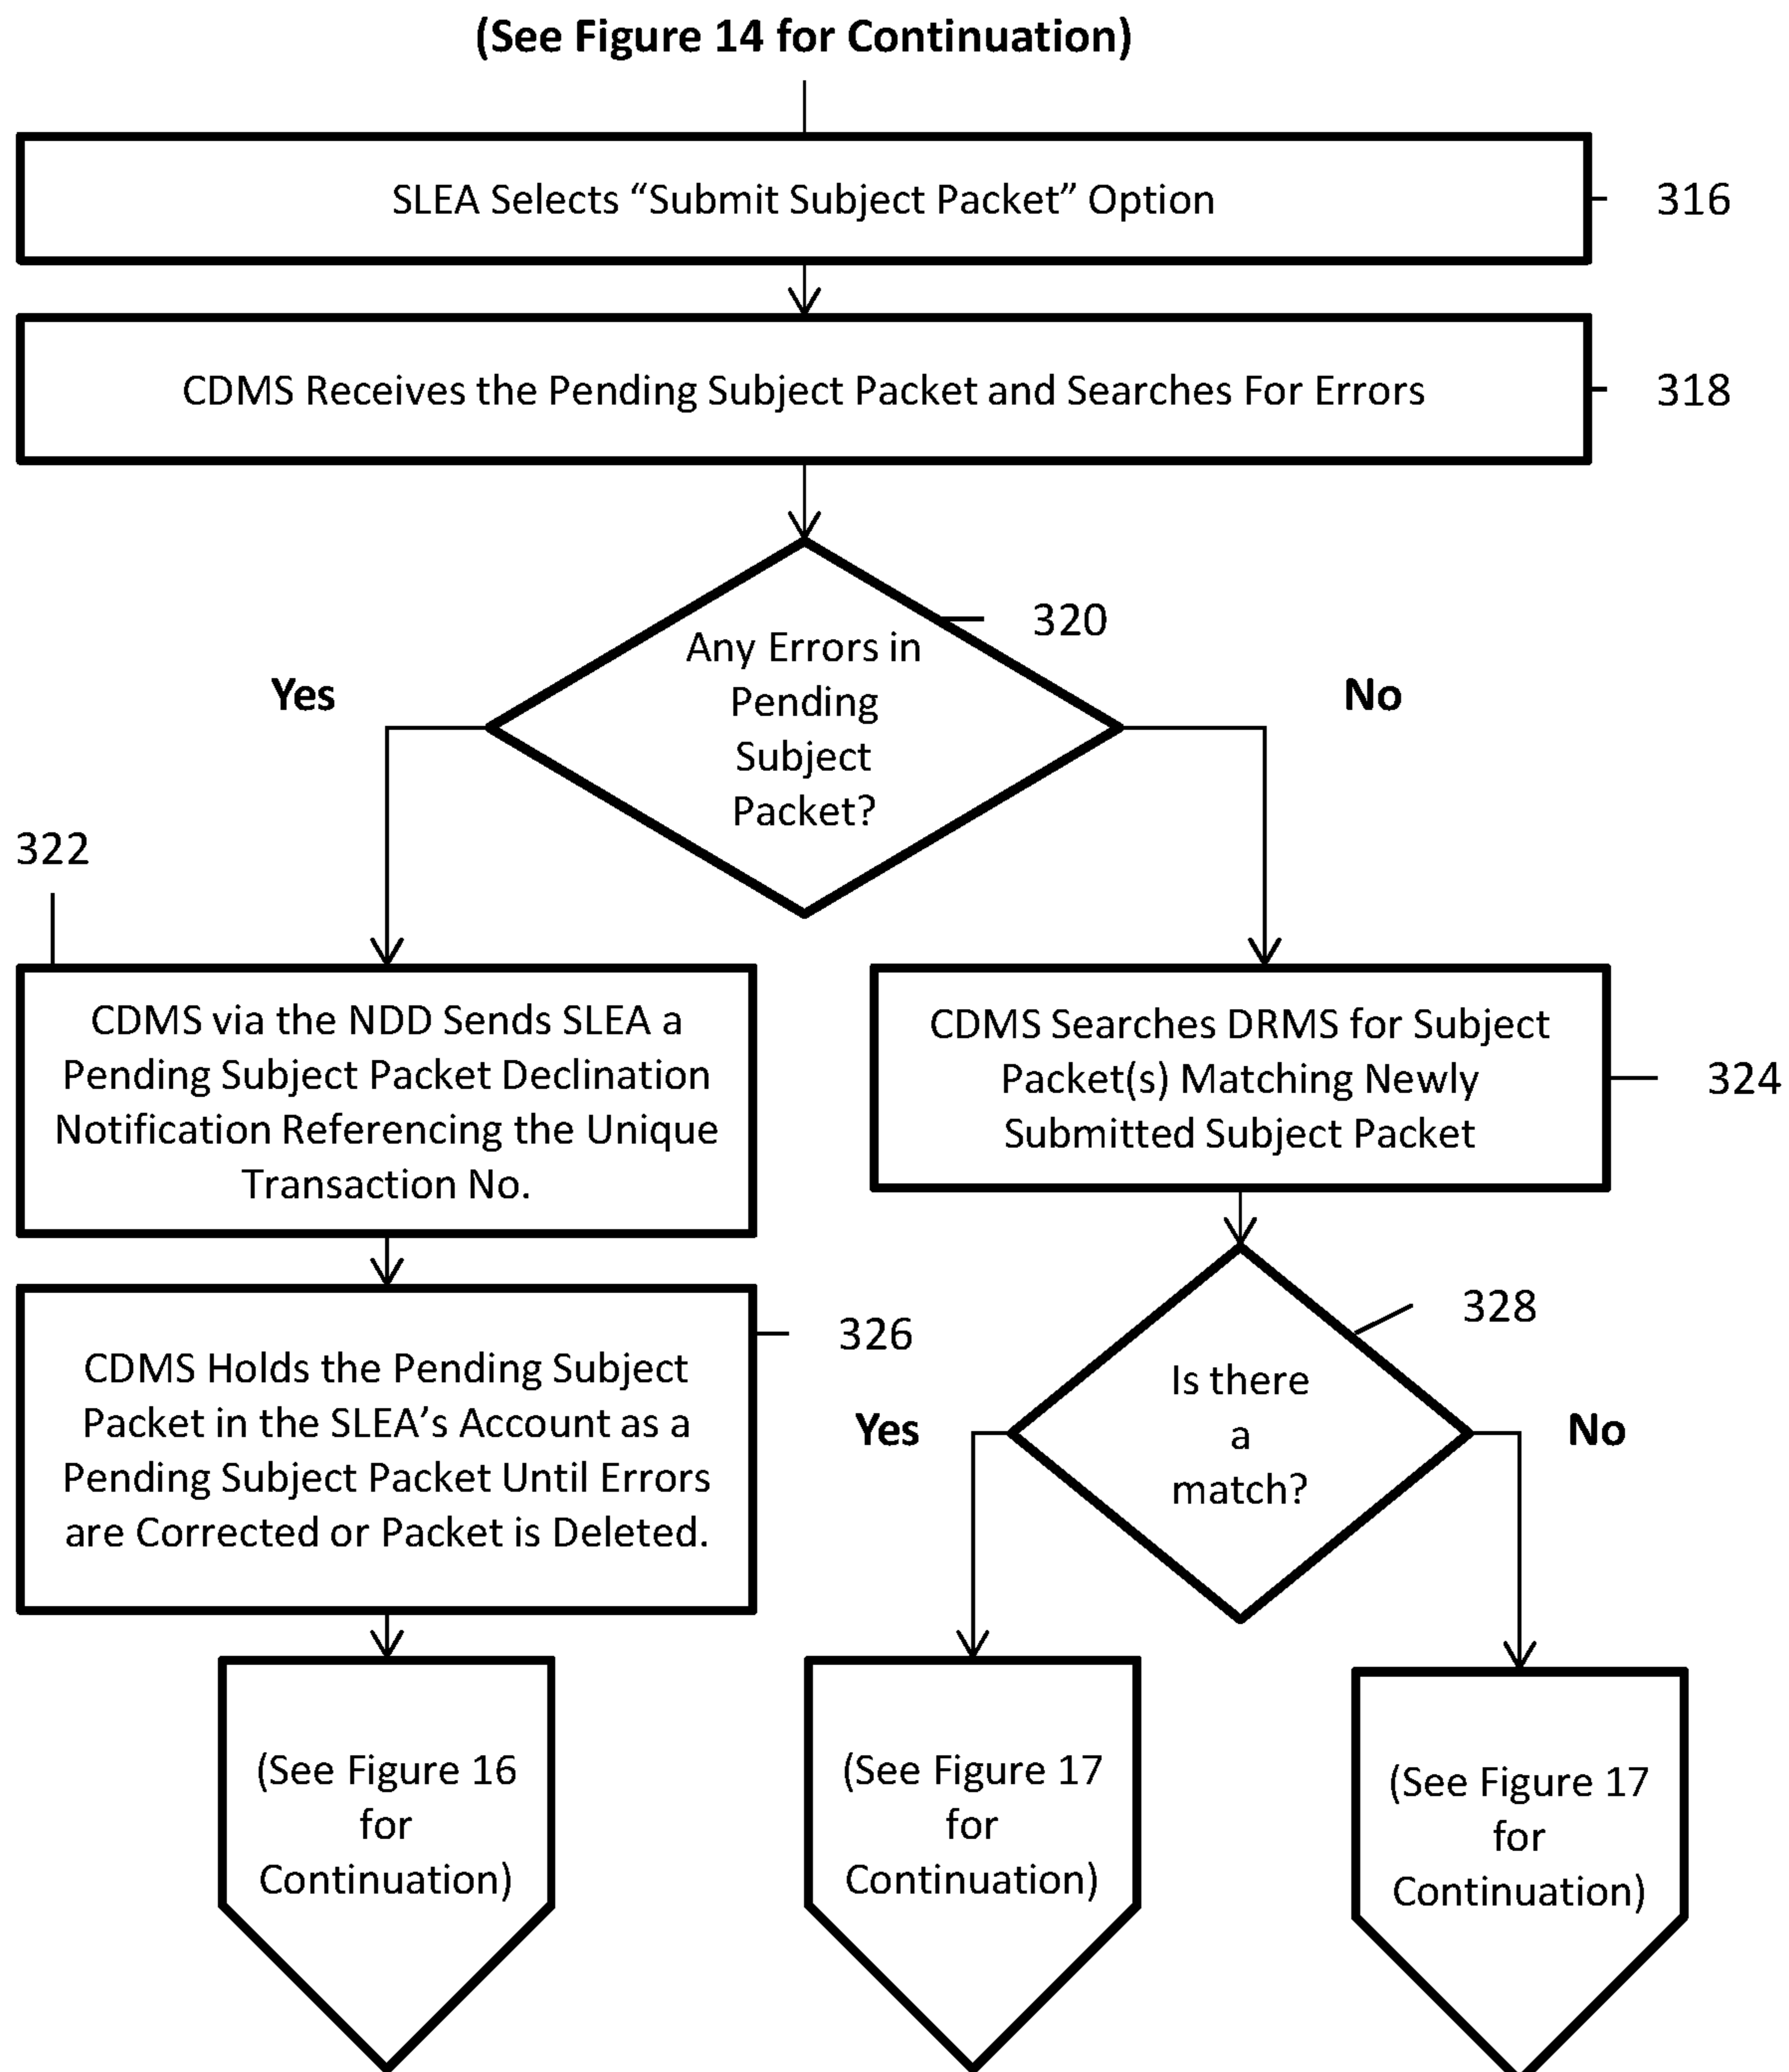 (See Figure 14 for Continuation)
SLEA Selects “Submit Subject Packet” Option
316
CDMS Receives the Pending Subject Packet and Searches For Errors
318
320
Any Errors in
Pending
Subject
Packet?
Yes
No
322
CDMS via the NDD Sends SLEA a
Pending Subject Packet Declination
Notification Referencing the Unique
Transaction No.
CDMS Searches DRMS for Subject
Packet(s) Matching Newly
Submitted Subject Packet
324
326
CDMS Holds the Pending Subject
Packet in the SLEA’s Account as a
Pending Subject Packet Until Errors
are Corrected or Packet is Deleted.
328
Is there
a
match?
Yes
No
(See Figure 16
for
Continuation)
(See Figure 17
for
Continuation)
(See Figure 17
for
Continuation)